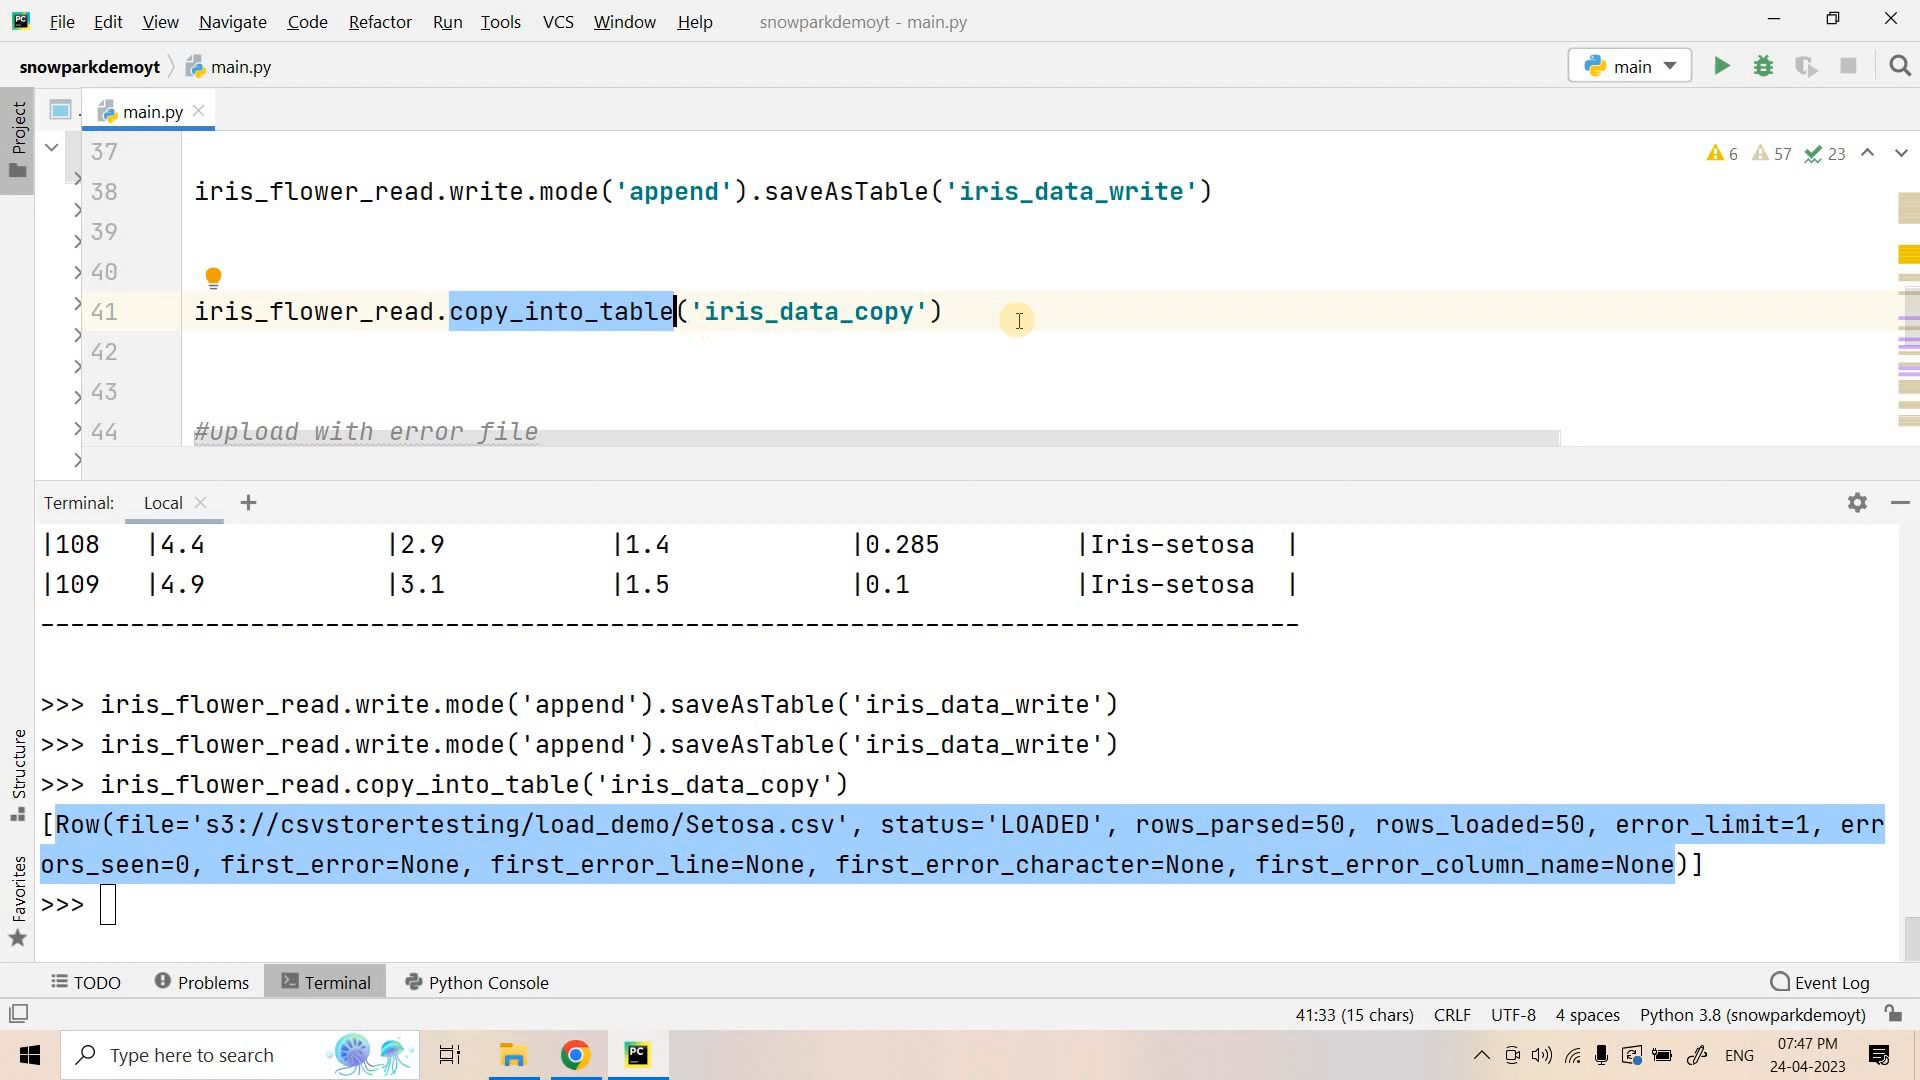 PC File Edit View Navigate Code Refactor Run Tools VCS Window Help snowparkdemoyt - main.py
snowparkdemoyt main.py main
main.py
Project
37
6 57 23
38 iris_flower_read.write.mode('append').saveAsTable('iris_data_write')
39
40
41 iris_flower_read.copy_into_table('iris_data_copy')
42
43
44 #upload with error file
Terminal: Local
|108 |4.4 |2.9 |1.4 |0.285 |Iris-setosa |
|109 |4.9 |3.1 |1.5 |0.1 |Iris-setosa |
------------------------------------------------------------------------------------
>>> iris_flower_read.write.mode('append').saveAsTable('iris_data_write')
>>> iris_flower_read.write.mode('append').saveAsTable('iris_data_write')
>>> iris_flower_read.copy_into_table('iris_data_copy')
[Row(file='s3://csvstorertesting/load_demo/Setosa.csv', status='LOADED', rows_parsed=50, rows_loaded=50, error_limit=1, err
ors_seen=0, first_error=None, first_error_line=None, first_error_character=None, first_error_column_name=None)]
>>>
Structure
Favorites
TODO Problems Terminal Python Console Event Log
41:33 (15 chars) CRLF UTF-8 4 spaces Python 3.8 (snowparkdemoyt)
Type here to search PC ENG 07:47 PM
24-04-2023